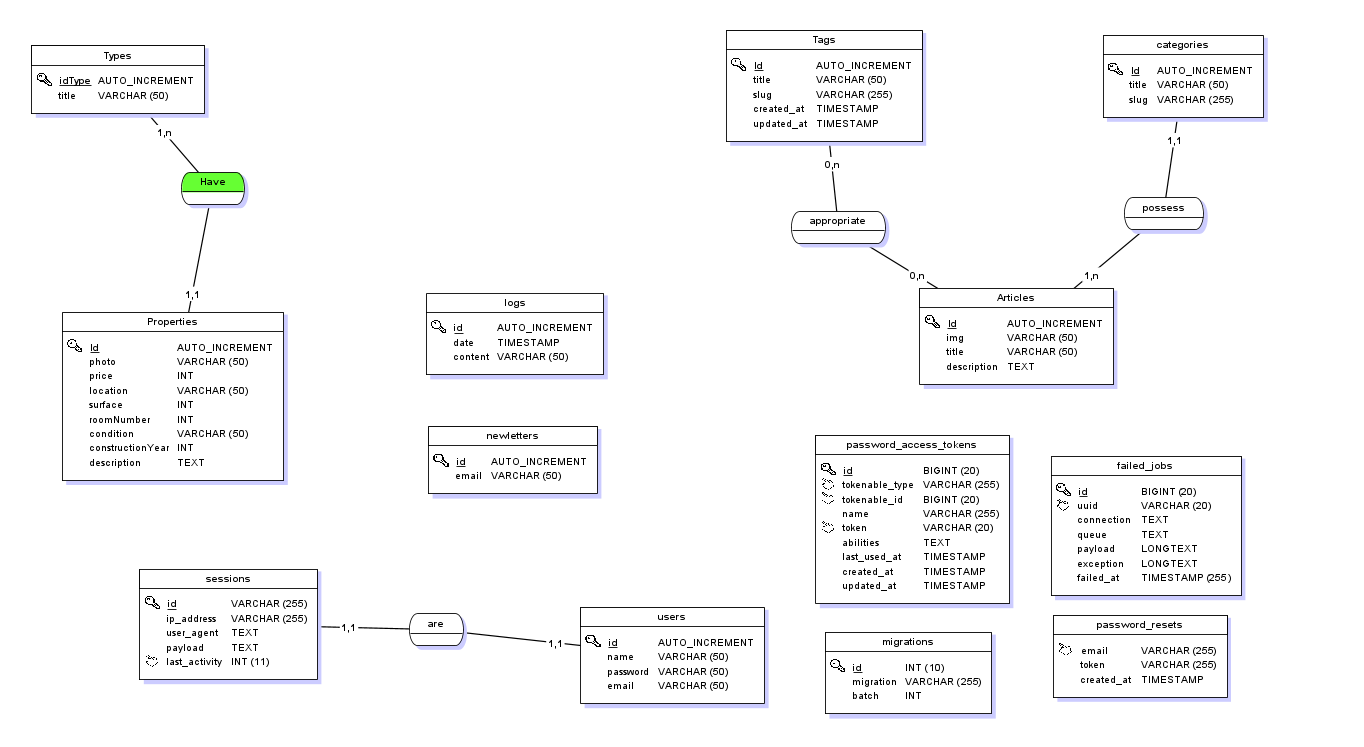 Types
idType AUTO_INCREMENT
title VARCHAR (50)
1,n
Have
1,1
Properties
Id AUTO_INCREMENT
photo VARCHAR (50)
price INT
location VARCHAR (50)
surface INT
roomNumber INT
condition VARCHAR (50)
constructionYear INT
description TEXT
logs
id AUTO_INCREMENT
date TIMESTAMP
content VARCHAR (50)
newletters
id AUTO_INCREMENT
email VARCHAR (50)
Tags
Id AUTO_INCREMENT
title VARCHAR (50)
slug VARCHAR (255)
created_at TIMESTAMP
updated_at TIMESTAMP
0,n
appropriate
0,n
categories
Id AUTO_INCREMENT
title VARCHAR (50)
slug VARCHAR (255)
1,1
possess
1,n
Articles
Id AUTO_INCREMENT
img VARCHAR (50)
title VARCHAR (50)
description TEXT
sessions
id VARCHAR (255)
ip_address VARCHAR (255)
user_agent TEXT
payload TEXT
last_activity INT (11)
1,1
are
1,1
users
id AUTO_INCREMENT
name VARCHAR (50)
password VARCHAR (50)
email VARCHAR (50)
password_access_tokens
id BIGINT (20)
tokenable_type VARCHAR (255)
tokenable_id BIGINT (20)
name VARCHAR (255)
token VARCHAR (20)
abilities TEXT
last_used_at TIMESTAMP
created_at TIMESTAMP
updated_at TIMESTAMP
failed_jobs
id BIGINT (20)
uuid VARCHAR (20)
connection TEXT
queue TEXT
payload LONGTEXT
exception LONGTEXT
failed_at TIMESTAMP (255)
migrations
id INT (10)
migration VARCHAR (255)
batch INT
password_resets
email VARCHAR (255)
token VARCHAR (255)
created_at TIMESTAMP